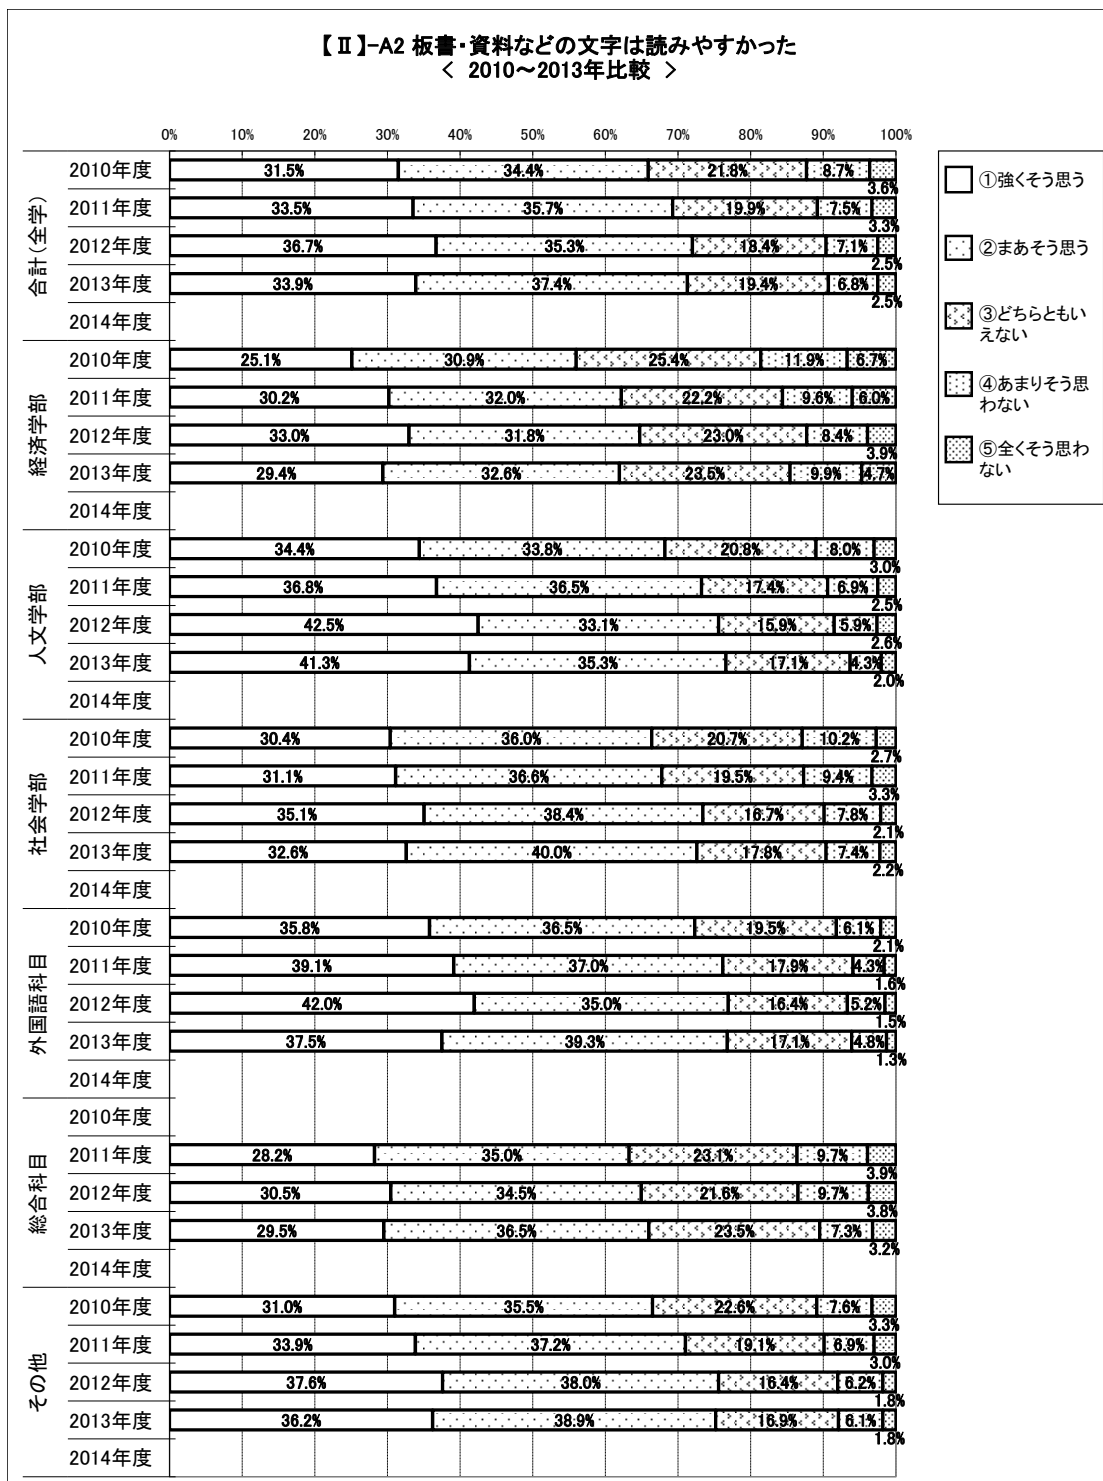 【Ⅱ】-A2 板書・資料などの文字は読みやすかった
< 2010～2013年比較 >
0% 10% 20% 30% 40% 50% 60% 70% 80% 90% 100%
合計(全学)
2010年度 31.5% 34.4% 21.8% 8.7% 3.6%
2011年度 33.5% 35.7% 19.9% 7.5% 3.3%
2012年度 36.7% 35.3% 18.4% 7.1% 2.5%
2013年度 33.9% 37.4% 19.4% 6.8% 2.5%
2014年度
経済学部
2010年度 25.1% 30.9% 25.4% 11.9% 6.7%
2011年度 30.2% 32.0% 22.2% 9.6% 6.0%
2012年度 33.0% 31.8% 23.0% 8.4% 3.9%
2013年度 29.4% 32.6% 23.5% 9.9% 4.7%
2014年度
人文学部
2010年度 34.4% 33.8% 20.8% 8.0% 3.0%
2011年度 36.8% 36.5% 17.4% 6.9% 2.5%
2012年度 42.5% 33.1% 15.9% 5.9% 2.6%
2013年度 41.3% 35.3% 17.1% 4.3% 2.0%
2014年度
社会学部
2010年度 30.4% 36.0% 20.7% 10.2% 2.7%
2011年度 31.1% 36.6% 19.5% 9.4% 3.3%
2012年度 35.1% 38.4% 16.7% 7.8% 2.1%
2013年度 32.6% 40.0% 17.8% 7.4% 2.2%
2014年度
外国語科目
2010年度 35.8% 36.5% 19.5% 6.1% 2.1%
2011年度 39.1% 37.0% 17.9% 4.3% 1.6%
2012年度 42.0% 35.0% 16.4% 5.2% 1.5%
2013年度 37.5% 39.3% 17.1% 4.8% 1.3%
2014年度
総合科目
2010年度
2011年度 28.2% 35.0% 23.1% 9.7% 3.9%
2012年度 30.5% 34.5% 21.6% 9.7% 3.8%
2013年度 29.5% 36.5% 23.5% 7.3% 3.2%
2014年度
その他
2010年度 31.0% 35.5% 22.6% 7.6% 3.3%
2011年度 33.9% 37.2% 19.1% 6.9% 3.0%
2012年度 37.6% 38.0% 16.4% 6.2% 1.8%
2013年度 36.2% 38.9% 16.9% 6.1% 1.8%
2014年度
①強くそう思う
②まあそう思う
③どちらともい
えない
④あまりそう思
わない
⑤全くそう思わ
ない